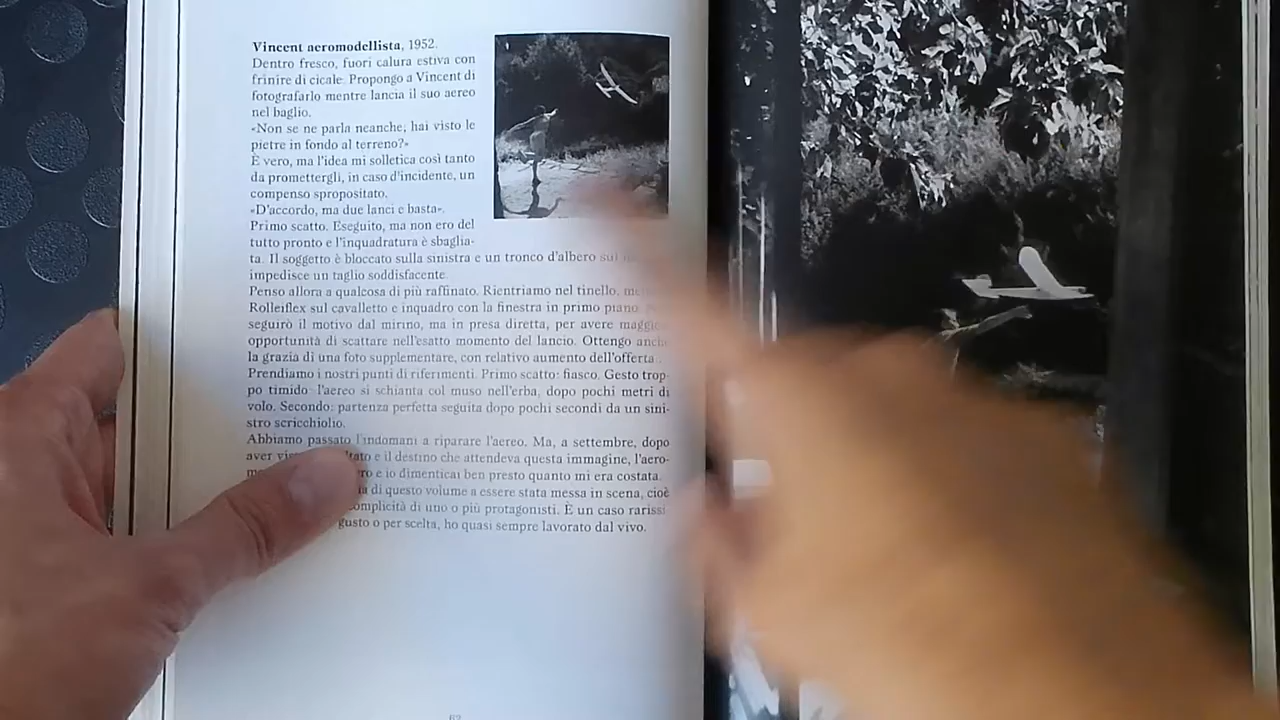 Vincent aeromodellista, 1952.
Dentro fresco, fuori calura estiva con
frinire di cicale. Propongo a Vincent di
fotografarlo mentre lancia il suo aereo
nel baglio.
«Non se ne parla neanche, hai visto le
pietre in fondo al terreno?»
È vero, ma l'idea mi solletica così tanto
da promettergli, in caso d'incidente, un
compenso spropositato.
«D'accordo, ma due lanci e basta».
Primo scatto. Eseguito, ma non ero del
tutto pronto e l'inquadratura è sbaglia-
ta. Il soggetto è bloccato sulla sinistra e un tronco d'albero
impedisce un taglio soddisfacente.
Penso allora a qualcosa di più raffinato. Rientriamo nel tinello,
Rolleiflex sul cavalletto e inquadro con la finestra in primo piano.
seguirò il motivo dal mirino, ma in presa diretta, per avere
opportunità di scattare nell'esatto momento del lancio. Ottengo
la grazia di una foto supplementare, con relativo aumento dell'offerta.
Prendiamo i nostri punti di riferimenti. Primo scatto: fiasco. Gesto trop-
po timido: l'aereo si schianta col muso nell'erba, dopo pochi metri di
volo. Secondo: partenza perfetta seguita dopo pochi secondi da un sini-
stro scricchiolio.
Abbiamo passato l'indomani a riparare l'aereo. Ma, a settembre, dopo
aver e il destino che attendeva questa immagine, l'aero-
e io dimenticai ben presto quanto mi era costata.
di questo volume a essere stata messa in scena, cioè
di uno o più protagonisti. È un caso
gusto o per scelta, ho quasi sempre lavorato dal vivo.